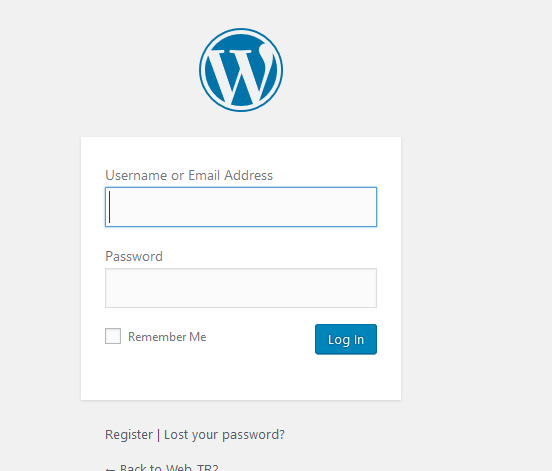 Username or Email Address
Password
Remember Me
Log In
Register | Lost your password?
← Back to Web_TR2